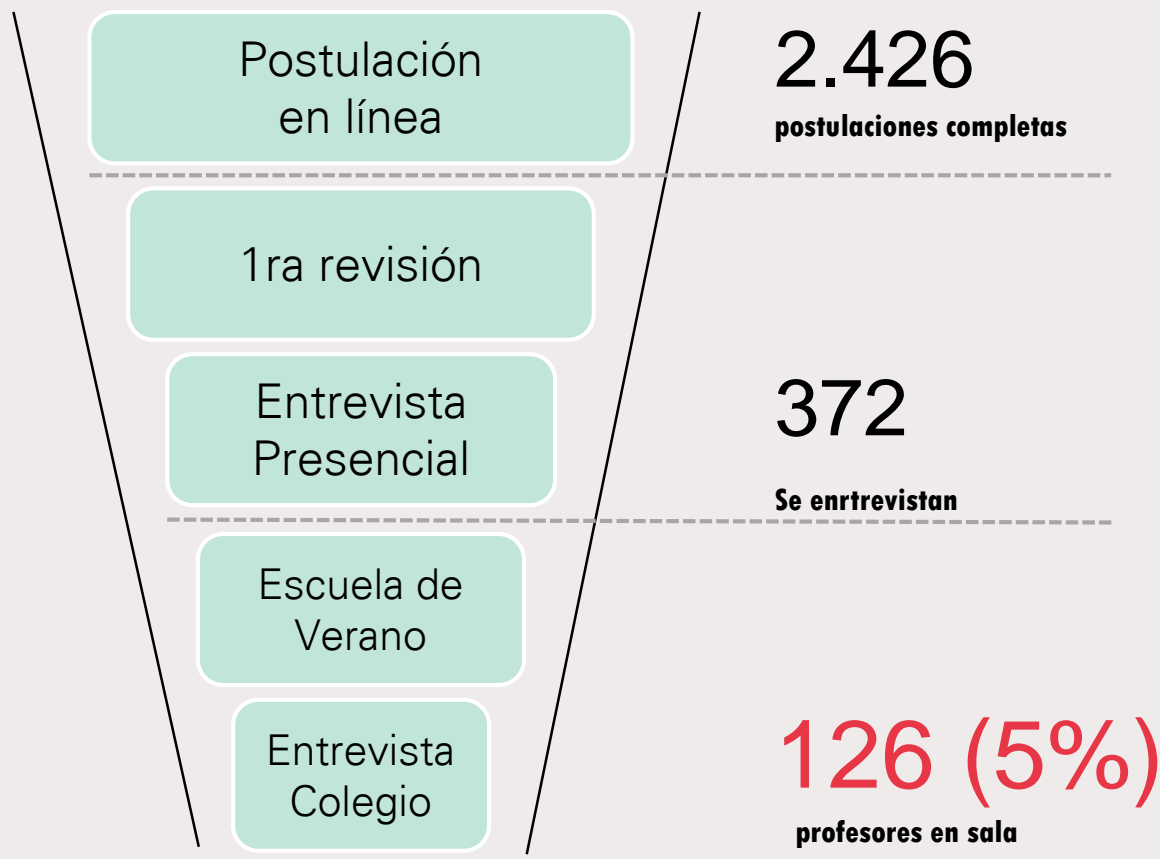 Postulación
en línea
2.426
postulaciones completas
1ra revisión
Entrevista
Presencial
372
Se enrtrevistan
Escuela de
Verano
Entrevista
Colegio
126 (5%)
profesores en sala